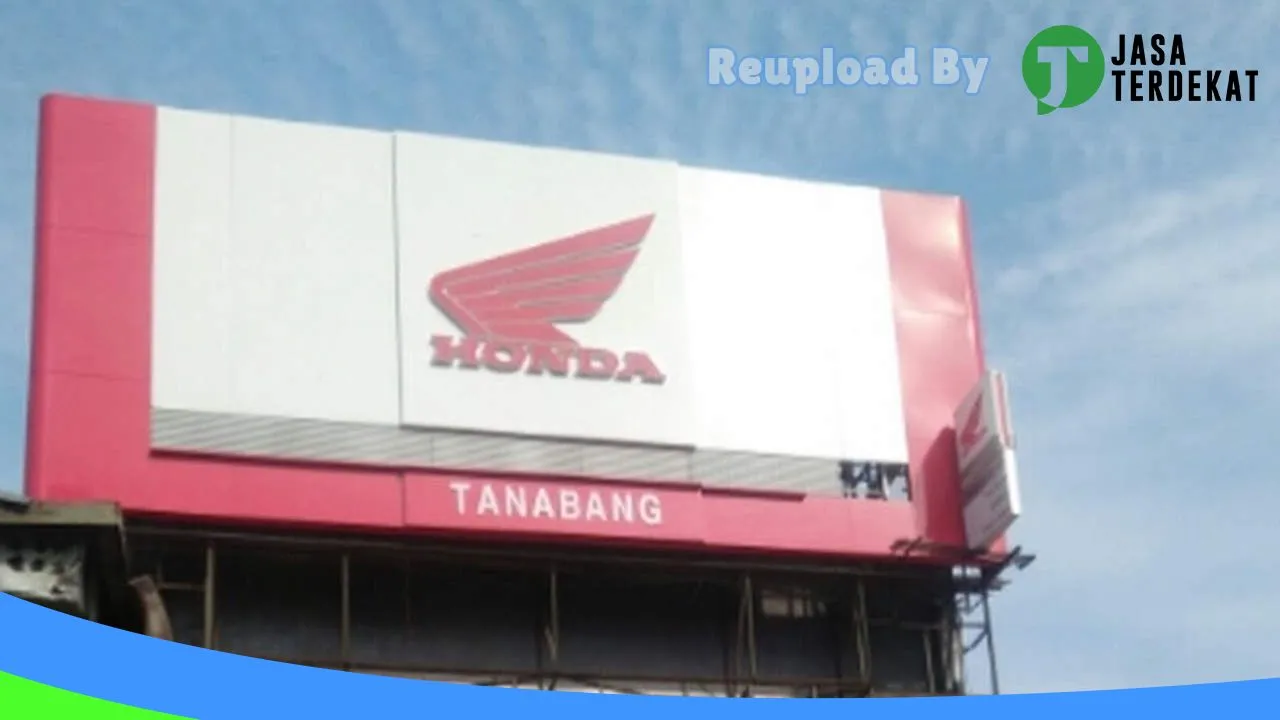 Reupload By
JASA
TERDEKAT
HONDA
TANABANG